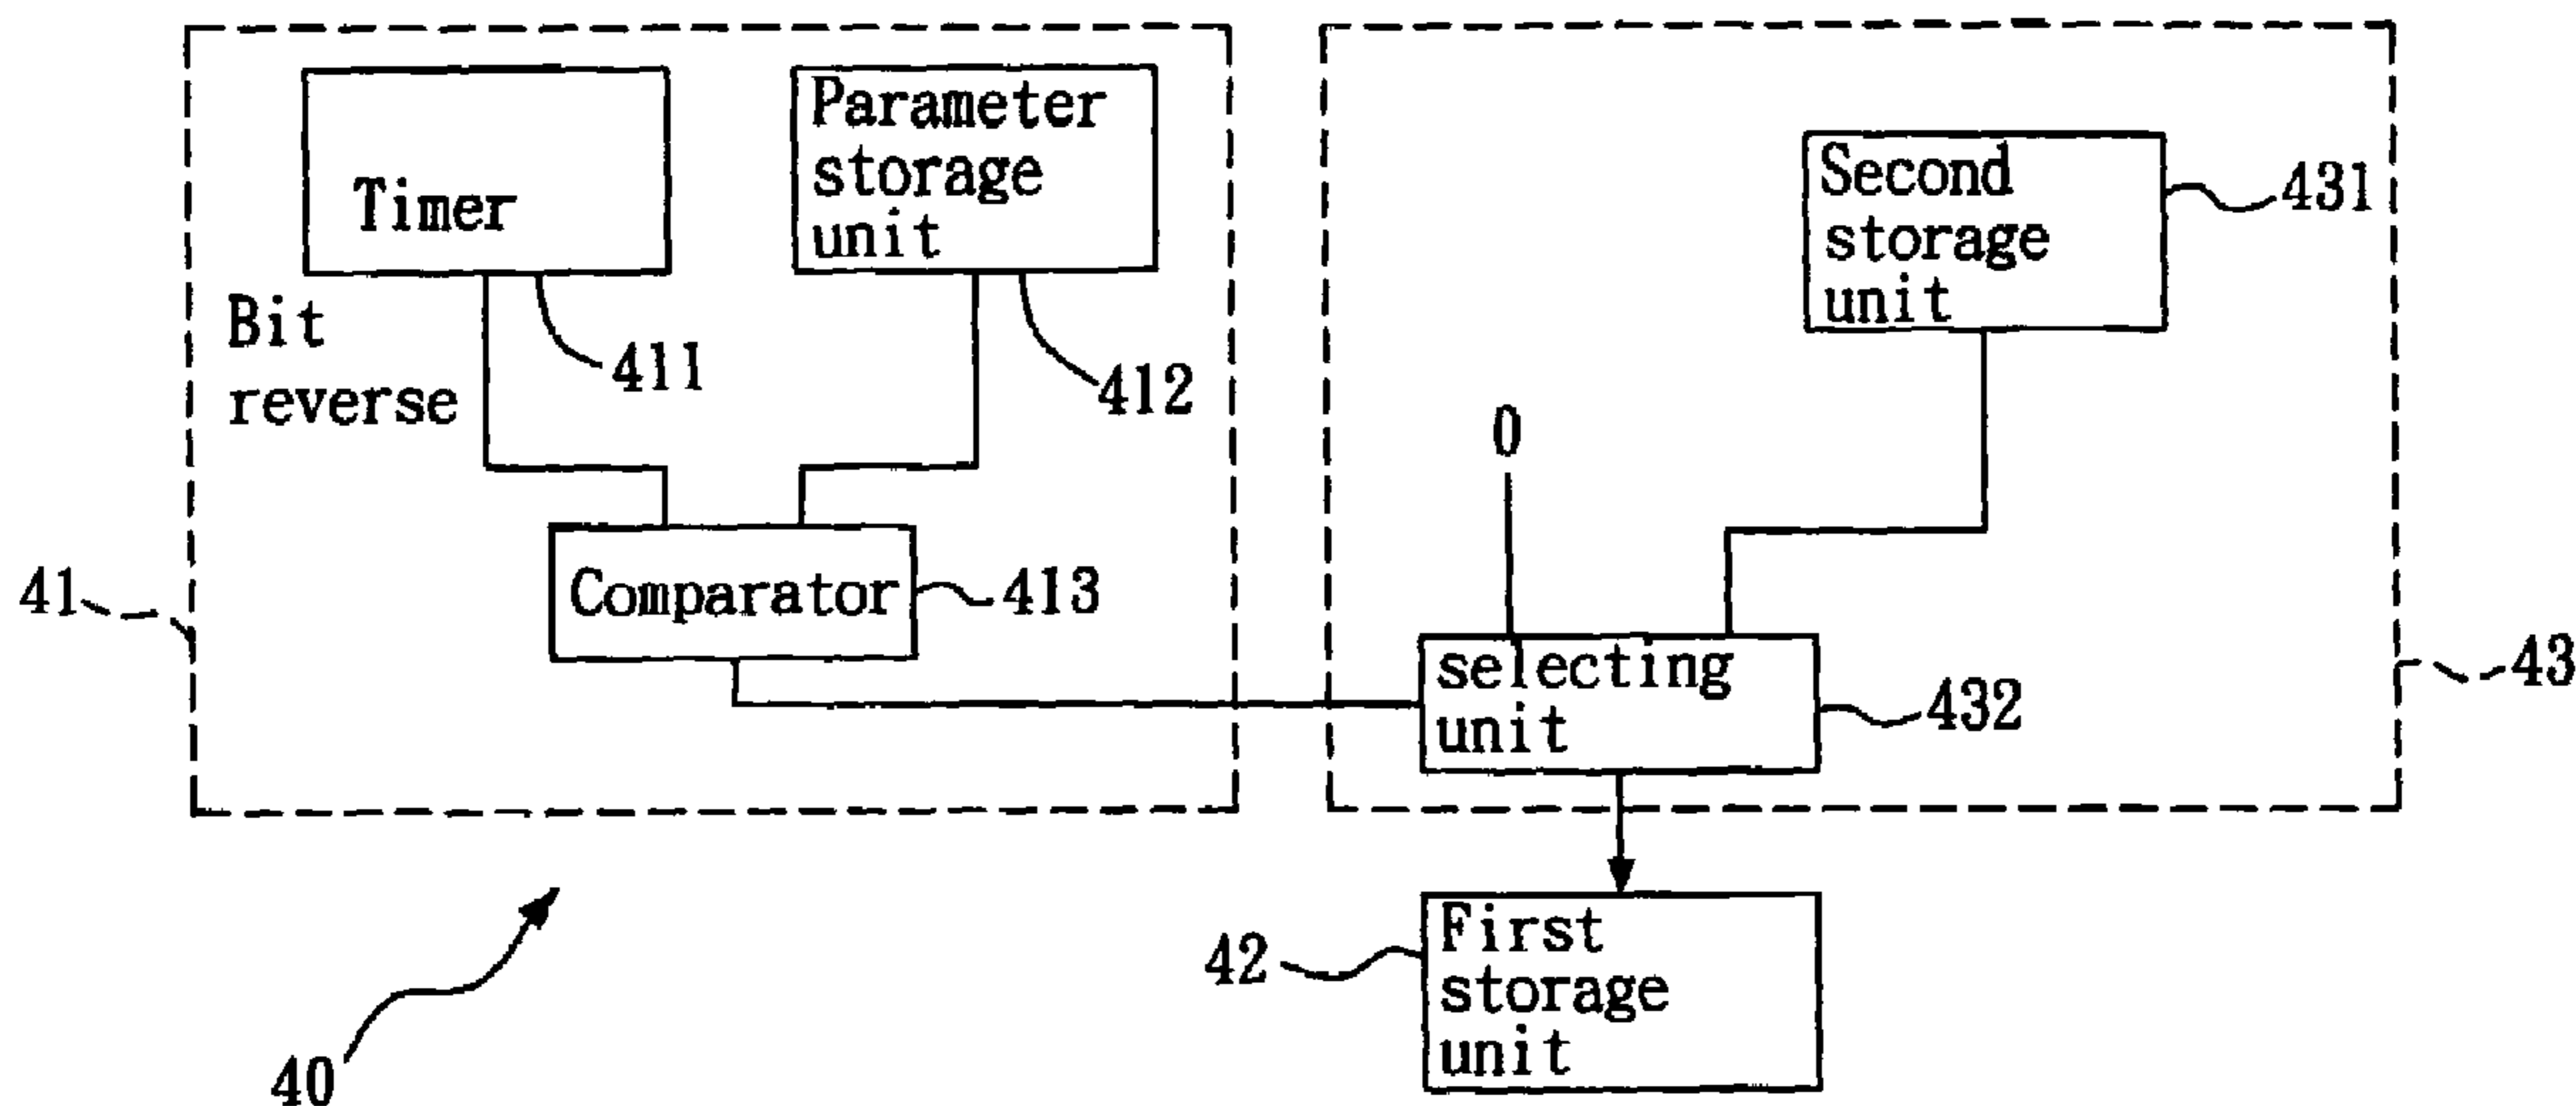 Timer
Parameter
storage
unit
Second
storage
unit
431
Bit
reverse
411
412
0
41
Comparator
413
selecting
unit
432
43
First
storage
unit
42
40